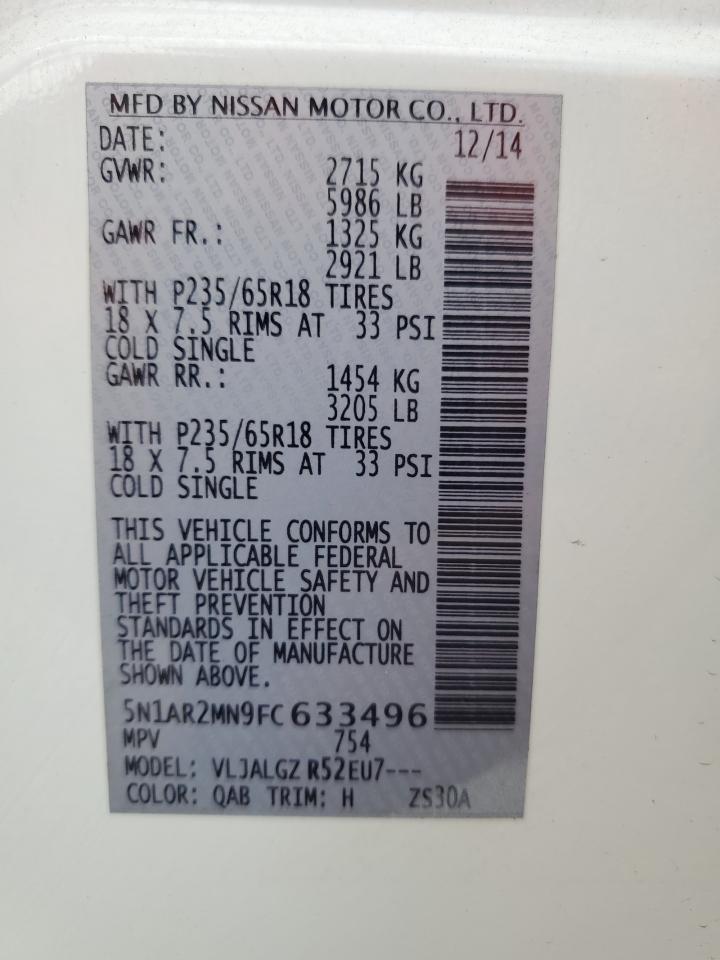 MFD BY NISSAN MOTOR CO., LTD.
DATE: 12/14
GVWR: 2715 KG
5986 LB
GAWR FR.: 1325 KG
2921 LB
WITH P235/65R18 TIRES
18 X 7.5 RIMS AT 33 PSI
COLD SINGLE
GAWR RR.: 1454 KG
3205 LB
WITH P235/65R18 TIRES
18 X 7.5 RIMS AT 33 PSI
COLD SINGLE
THIS VEHICLE CONFORMS TO
ALL APPLICABLE FEDERAL
MOTOR VEHICLE SAFETY AND
THEFT PREVENTION
STANDARDS IN EFFECT ON
THE DATE OF MANUFACTURE
SHOWN ABOVE.
5N1AR2MN9FC633496
MPV 754
MODEL: VLJALGZ R52EU7---
COLOR: QAB TRIM: H ZS30A